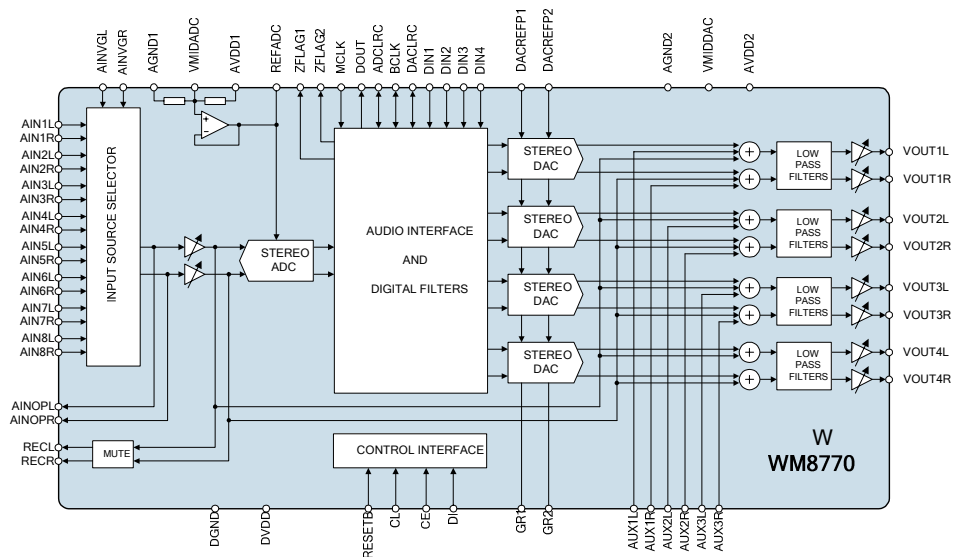 AINVGL
AINVGR
AGND1
VMIDADC
AVDD1
REFADC
ZFLAG1
ZFLAG2
MCLK
DOUT
ADCLRC
BCLK
DACLRC
DIN1
DIN2
DIN3
DIN4
DACREFP1
DACREFP2
AGND2
VMIDDAC
AVDD2
AIN1L
AIN1R
AIN2L
AIN2R
AIN3L
AIN3R
AIN4L
AIN4R
AIN5L
AIN5R
AIN6L
AIN6R
AIN7L
AIN7R
AIN8L
AIN8R
AINOPL
AINOPR
RECL
RECR
INPUT SOURCE SELECTOR
+
-
STEREO
ADC
MUTE
AUDIO INTERFACE
AND
DIGITAL FILTERS
CONTROL INTERFACE
STEREO
DAC
STEREO
DAC
STEREO
DAC
STEREO
DAC
+
+
+
+
+
+
+
+
LOW
PASS
FILTERS
LOW
PASS
FILTERS
LOW
PASS
FILTERS
LOW
PASS
FILTERS
VOUT1L
VOUT1R
VOUT2L
VOUT2R
VOUT3L
VOUT3R
VOUT4L
VOUT4R
W
WM8770
DGND
DVDD
RESETB
CL
CE
DI
GR1
GR2
AUX1L
AUX1R
AUX2L
AUX2R
AUX3L
AUX3R